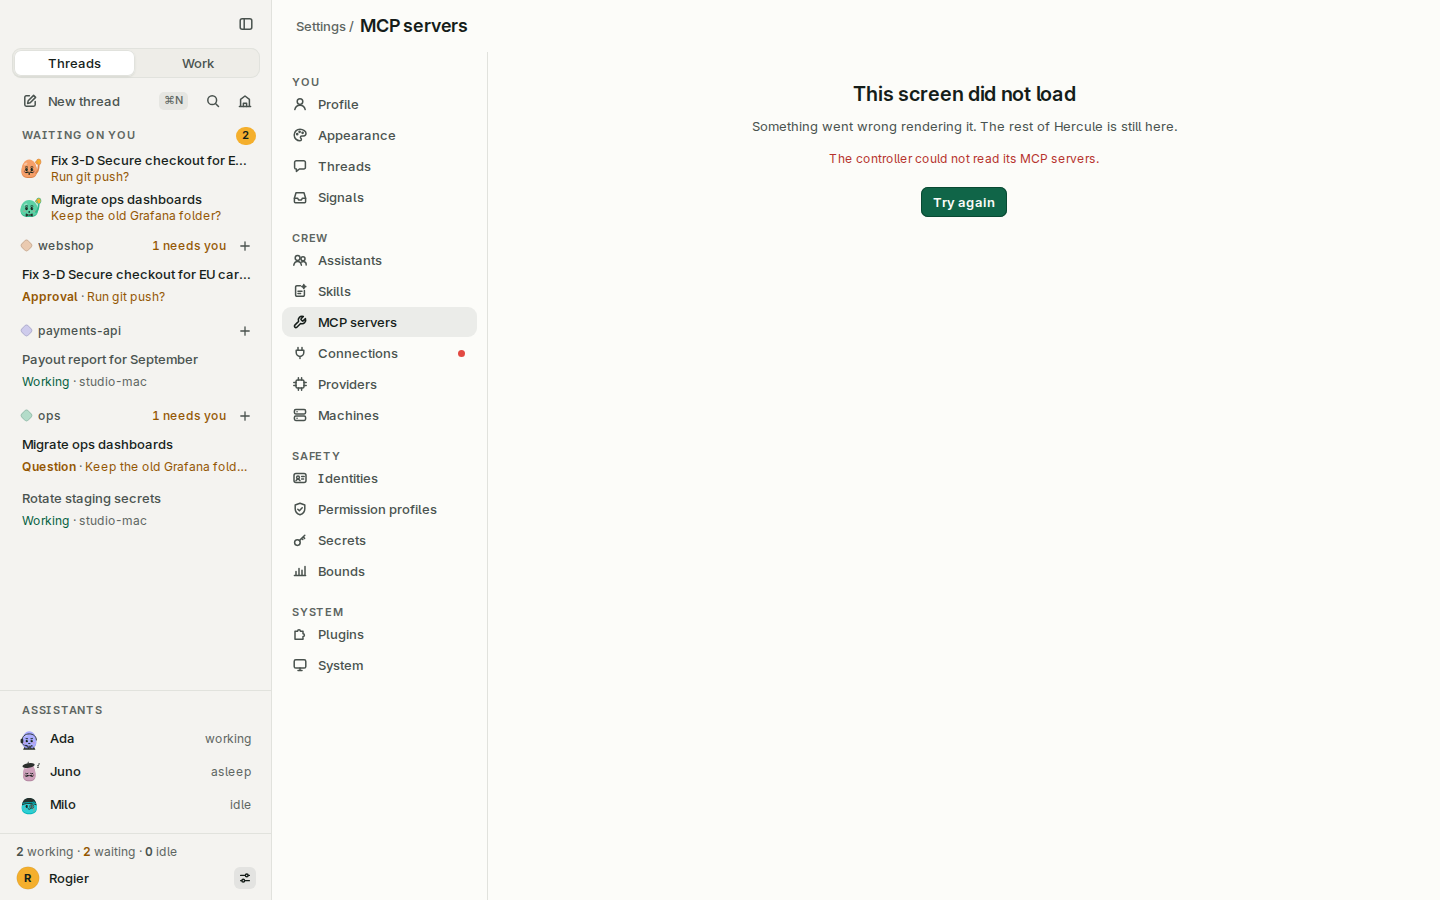 Threads
Work
New thread
⌘N
WAITING ON YOU
2
Fix 3-D Secure checkout for E...
Run git push?
Migrate ops dashboards
Keep the old Grafana folder?
webshop
1 needs you
Fix 3-D Secure checkout for EU car...
Approval · Run git push?
payments-api
Payout report for September
Working · studio-mac
ops
1 needs you
Migrate ops dashboards
Question · Keep the old Grafana fold...
Rotate staging secrets
Working · studio-mac
ASSISTANTS
Ada
working
Juno
asleep
Milo
idle
2 working · 2 waiting · 0 idle
R
Rogier
Settings / MCP servers
YOU
Profile
Appearance
Threads
Signals
CREW
Assistants
Skills
MCP servers
Connections
Providers
Machines
SAFETY
Identities
Permission profiles
Secrets
Bounds
SYSTEM
Plugins
System
This screen did not load
Something went wrong rendering it. The rest of Hercule is still here.
The controller could not read its MCP servers.
Try again